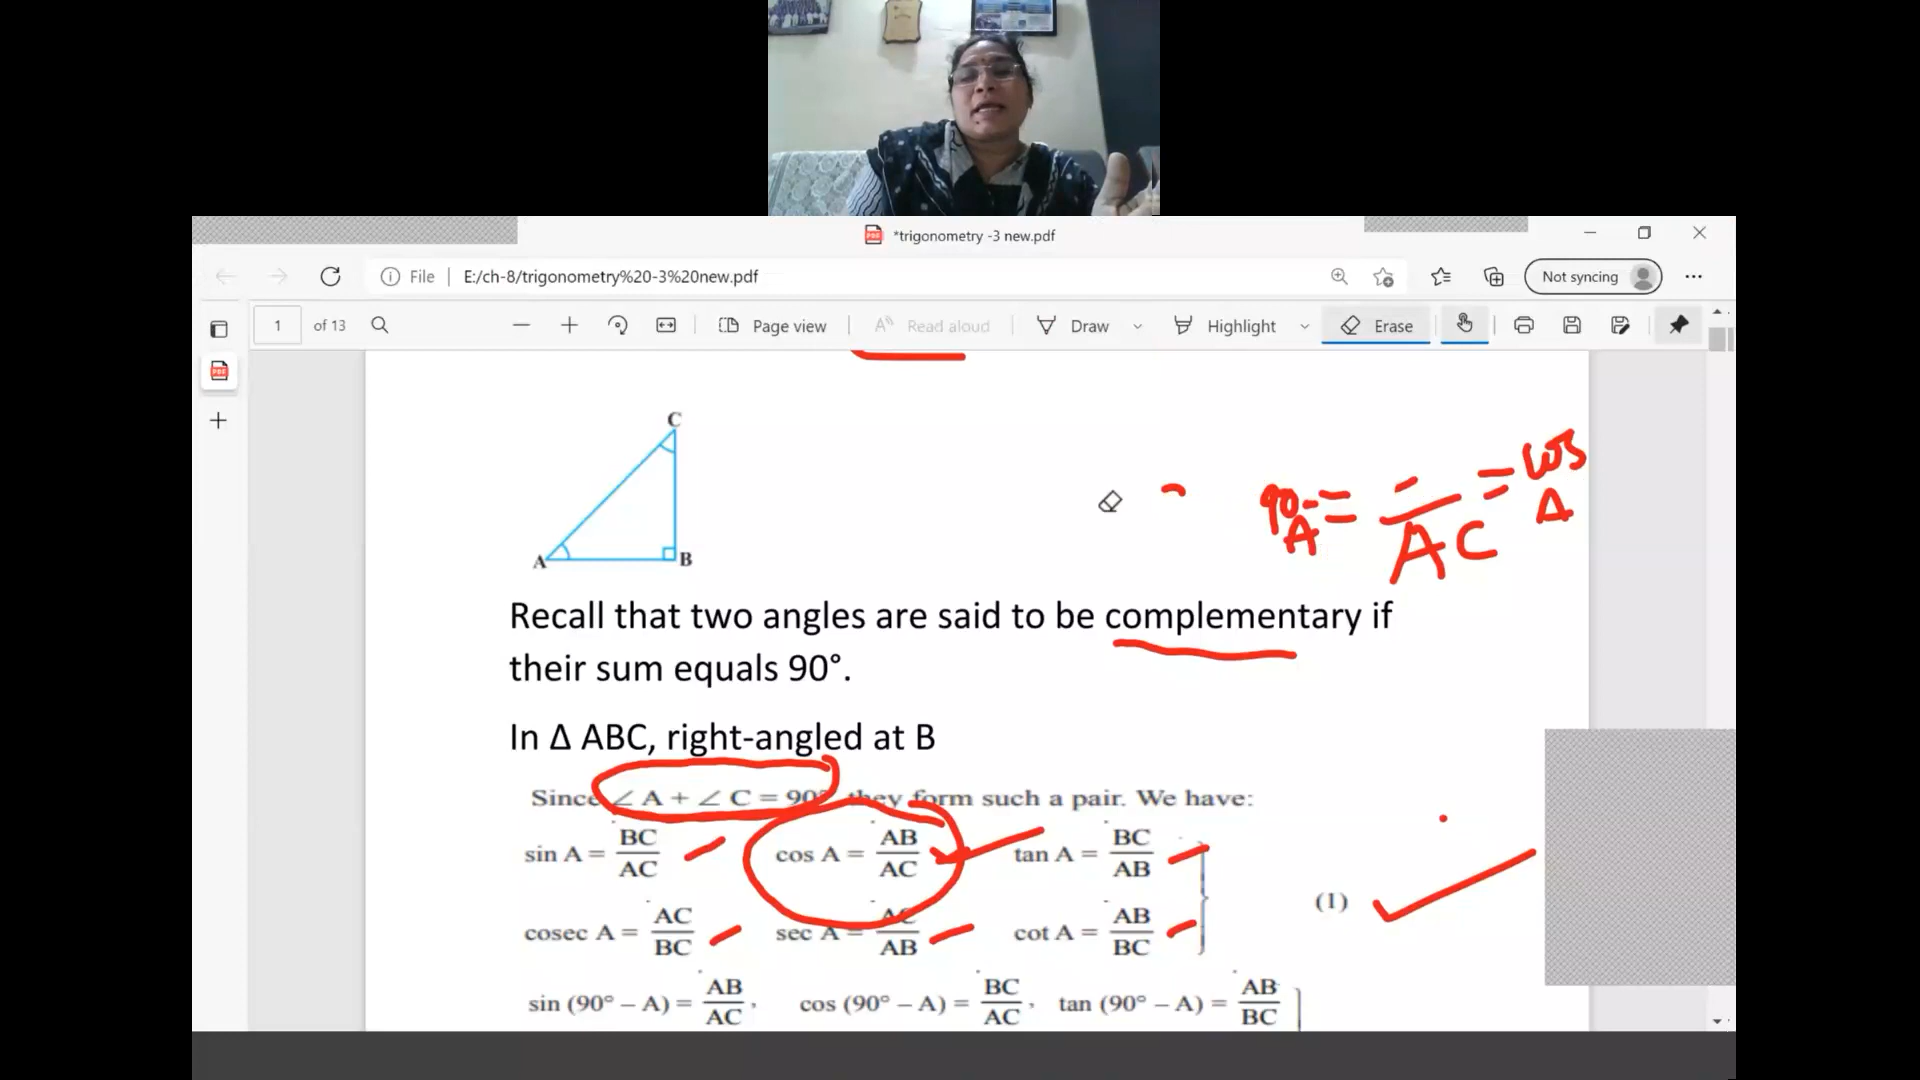 *trigonometry -3 new.pdf
File | E:/ch-8/trigonometry%20-3%20new.pdf
Not syncing
1 of 13
Page view
Read aloud
Draw
Highlight
Erase
C
A
B
90-A = — / AC = cos A
Recall that two angles are said to be complementary if
their sum equals 90°.
In Δ ABC, right-angled at B
Since ∠ A + ∠ C = 90°, they form such a pair. We have:
sin A = BC/AC cos A = AB/AC tan A = BC/AB
(1)
cosec A = AC/BC sec A = AC/AB cot A = AB/BC
sin (90° – A) = AB/AC, cos (90° – A) = BC/AC, tan (90° – A) = AB/BC